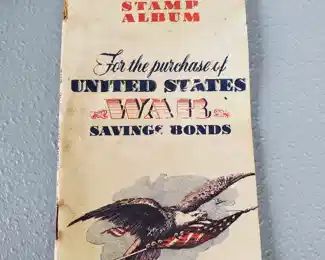 STAMP
ALBUM
For the purchase of
UNITED STATES
WAR
SAVINGS BONDS